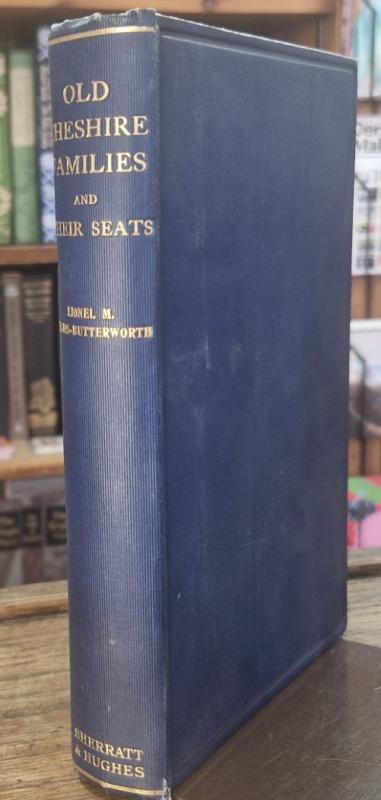 OLD
HESHIRE
AMILIES
AND
HEIR SEATS
LIONEL M.
-BUTTERWORTH
SHERRATT
& HUGHES